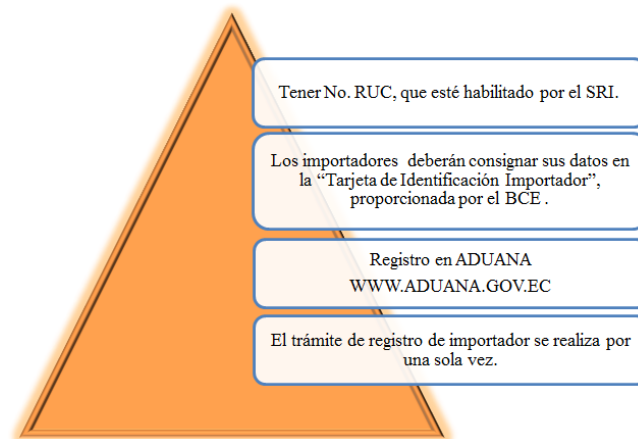 Tener No. RUC, que esté habilitado por el SRI.
Los importadores deberán consignar sus datos en
la “Tarjeta de Identificación Importador”,
proporcionada por el BCE .
Registro en ADUANA
WWW.ADUANA.GOV.EC
El trámite de registro de importador se realiza por
una sola vez.